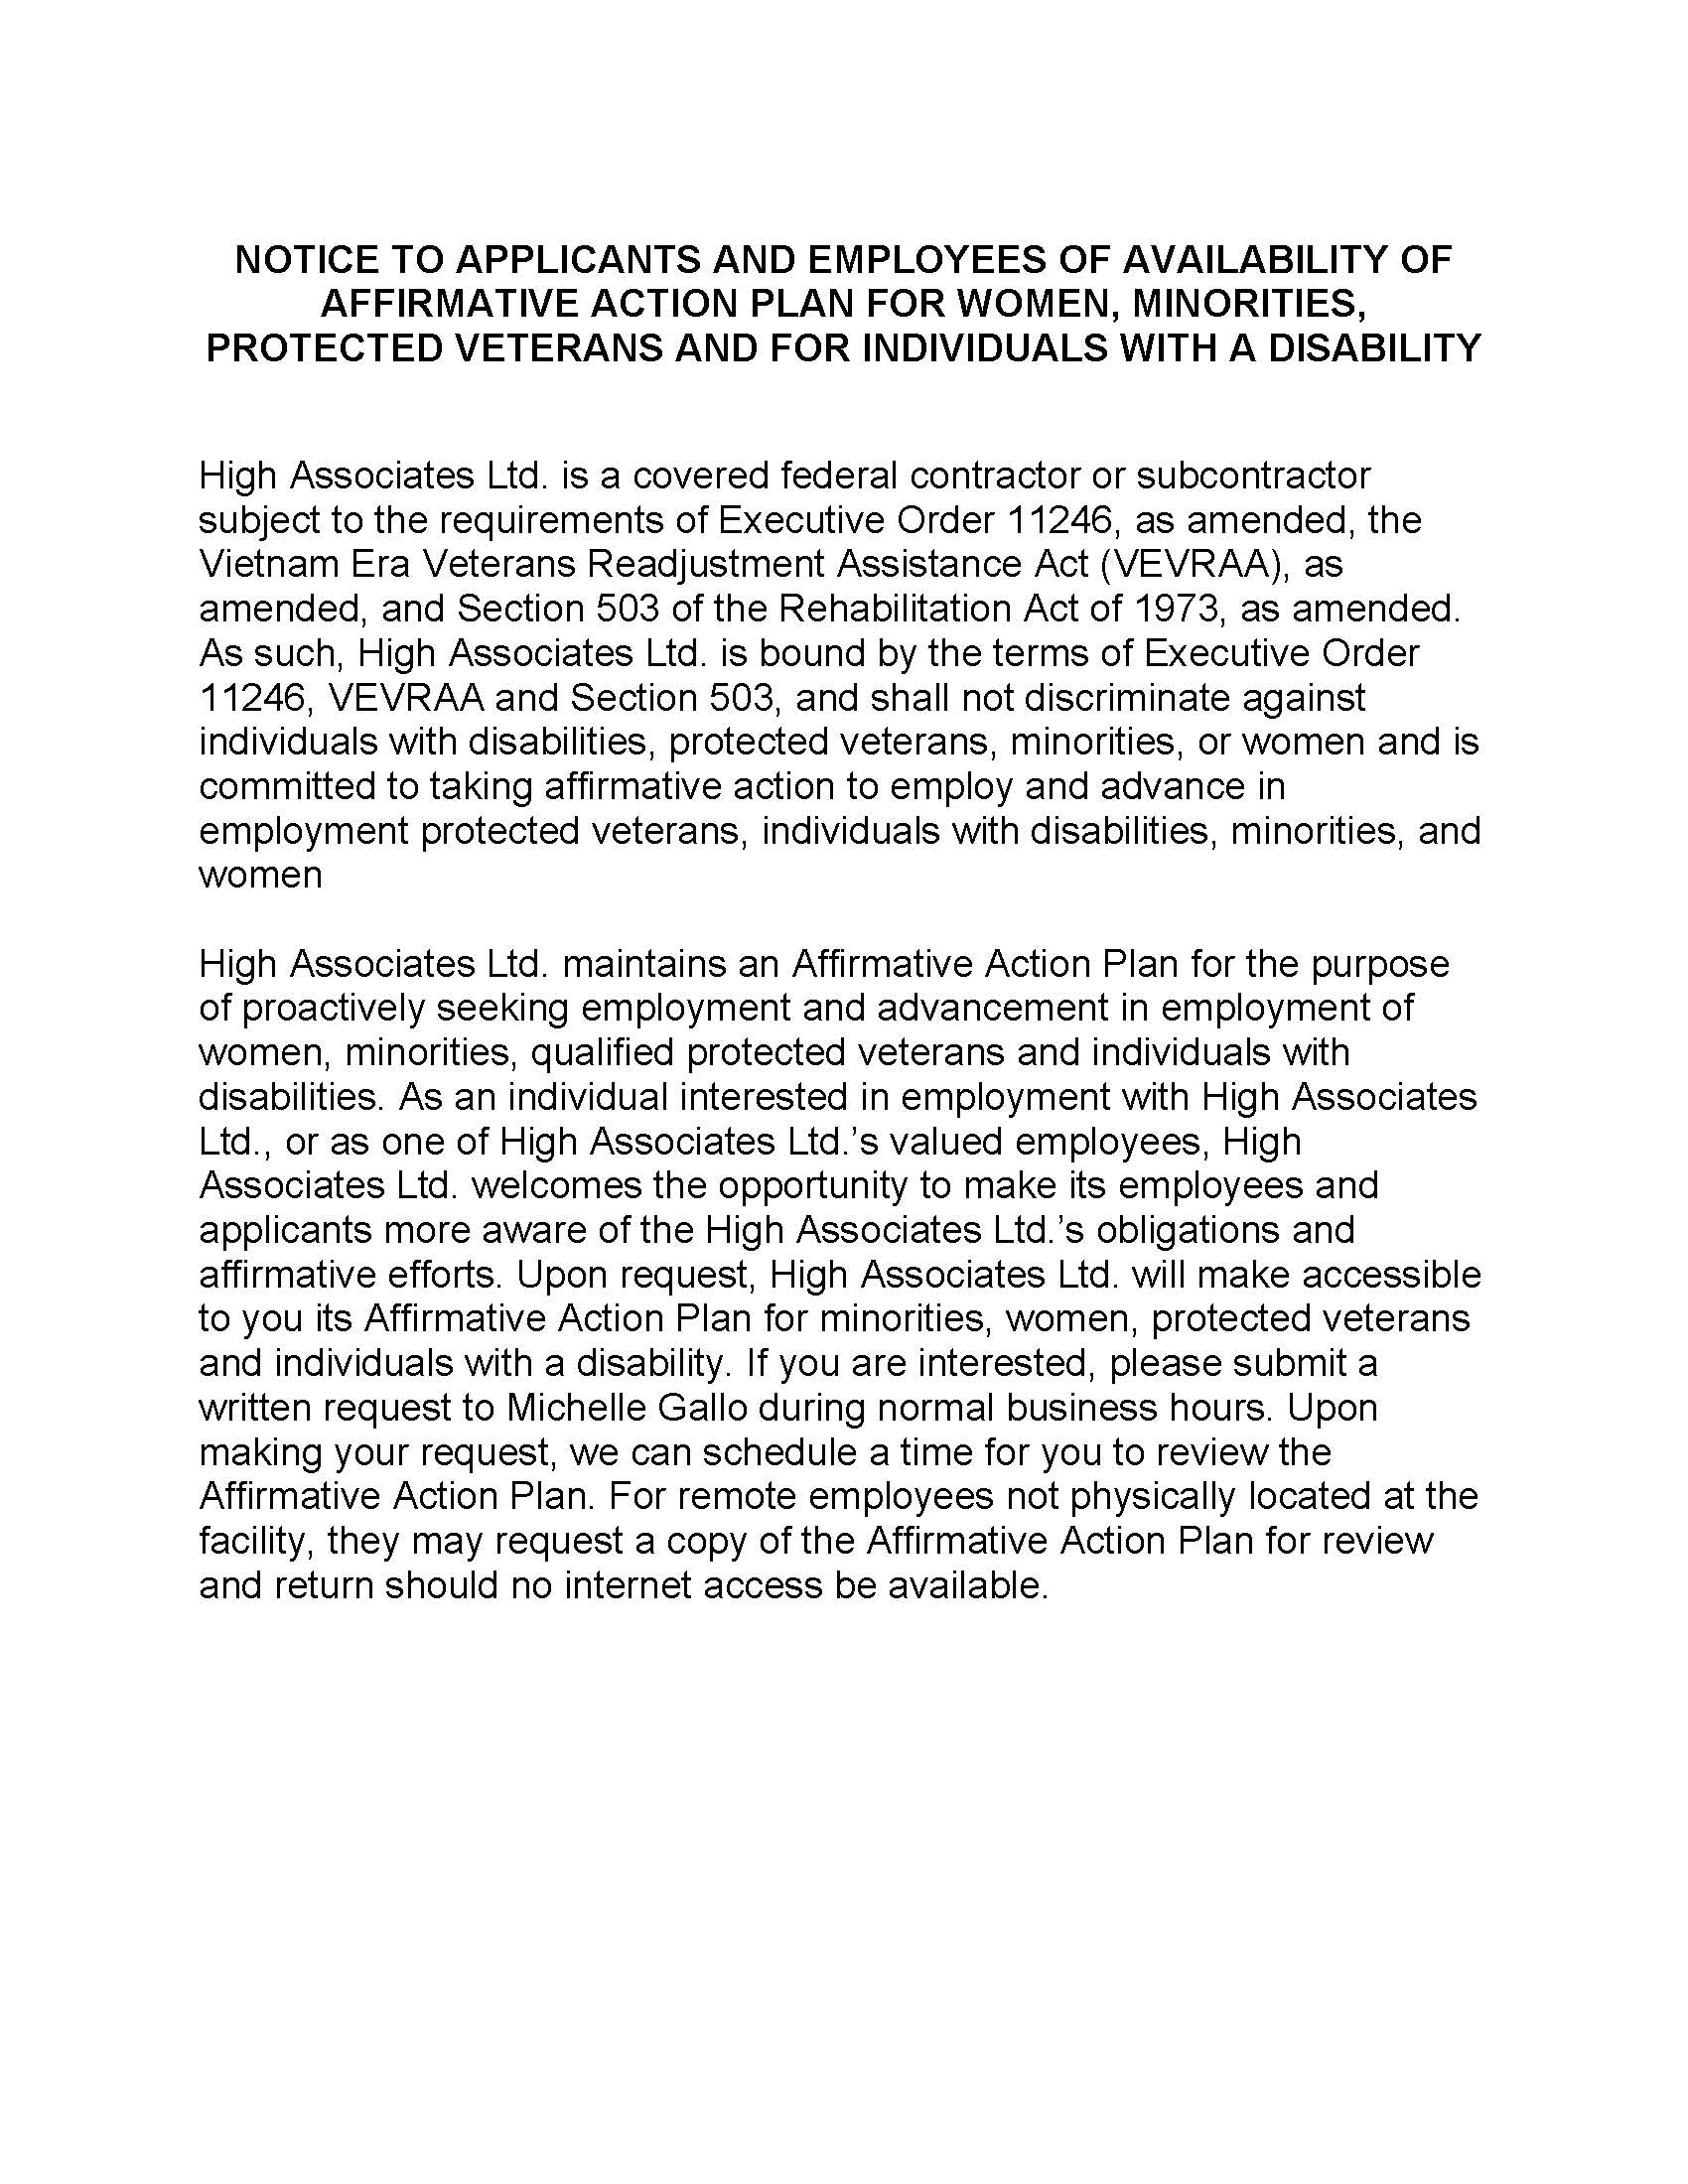 NOTICE TO APPLICANTS AND EMPLOYEES OF AVAILABILITY OF
AFFIRMATIVE ACTION PLAN FOR WOMEN, MINORITIES,
PROTECTED VETERANS AND FOR INDIVIDUALS WITH A DISABILITY
High Associates Ltd. is a covered federal contractor or subcontractor
subject to the requirements of Executive Order 11246, as amended, the
Vietnam Era Veterans Readjustment Assistance Act (VEVRAA), as
amended, and Section 503 of the Rehabilitation Act of 1973, as amended.
As such, High Associates Ltd. is bound by the terms of Executive Order
11246, VEVRAA and Section 503, and shall not discriminate against
individuals with disabilities, protected veterans, minorities, or women and is
committed to taking affirmative action to employ and advance in
employment protected veterans, individuals with disabilities, minorities, and
women
High Associates Ltd. maintains an Affirmative Action Plan for the purpose
of proactively seeking employment and advancement in employment of
women, minorities, qualified protected veterans and individuals with
disabilities. As an individual interested in employment with High Associates
Ltd., or as one of High Associates Ltd.’s valued employees, High
Associates Ltd. welcomes the opportunity to make its employees and
applicants more aware of the High Associates Ltd.’s obligations and
affirmative efforts. Upon request, High Associates Ltd. will make accessible
to you its Affirmative Action Plan for minorities, women, protected veterans
and individuals with a disability. If you are interested, please submit a
written request to Michelle Gallo during normal business hours. Upon
making your request, we can schedule a time for you to review the
Affirmative Action Plan. For remote employees not physically located at the
facility, they may request a copy of the Affirmative Action Plan for review
and return should no internet access be available.